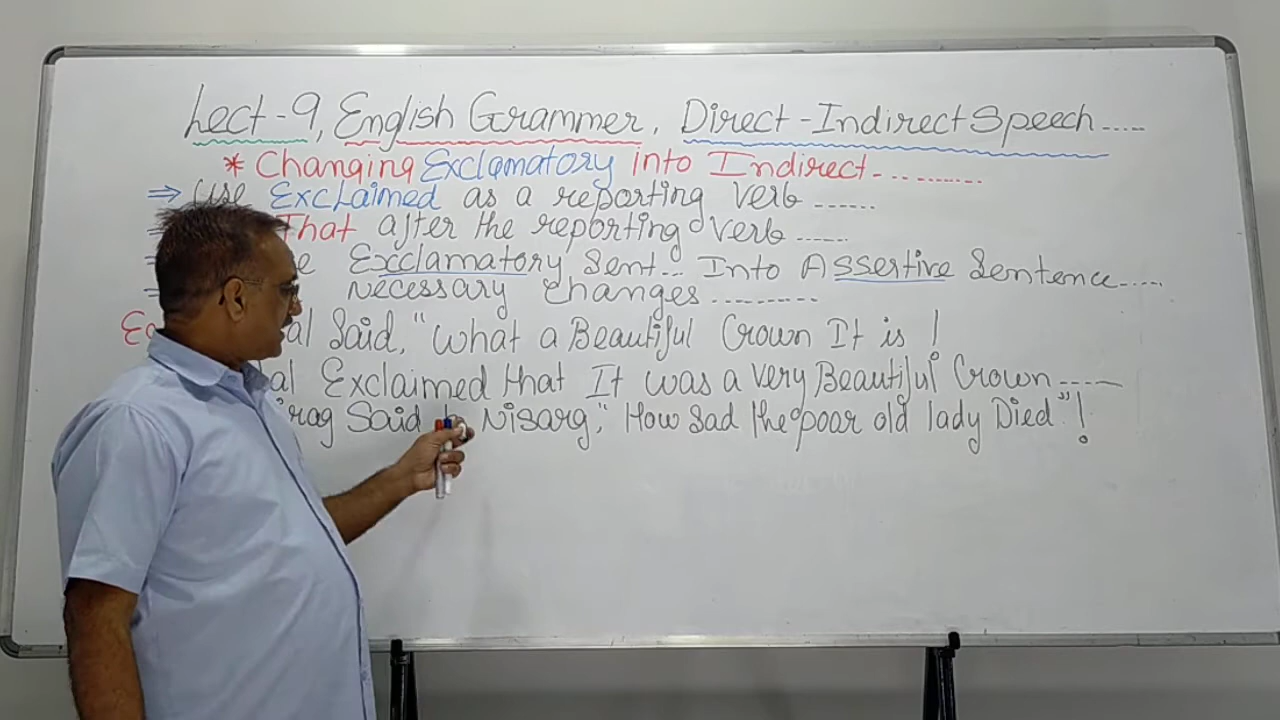 Lect-9, English Grammer, Direct-Indirect Speech.....
* Changing Exclamatory into Indirect..........
⇒ Use Exclaimed as a reporting Verb ......
That after the reporting Verb .....
Exclamatory Sent... Into Assertive Sentence.....
necessary changes..........
Said, "What a Beautiful Crown It is !
Exclaimed that It was a very Beautiful Crown.....
Said to Nisarg," How sad the poor old lady Died"!